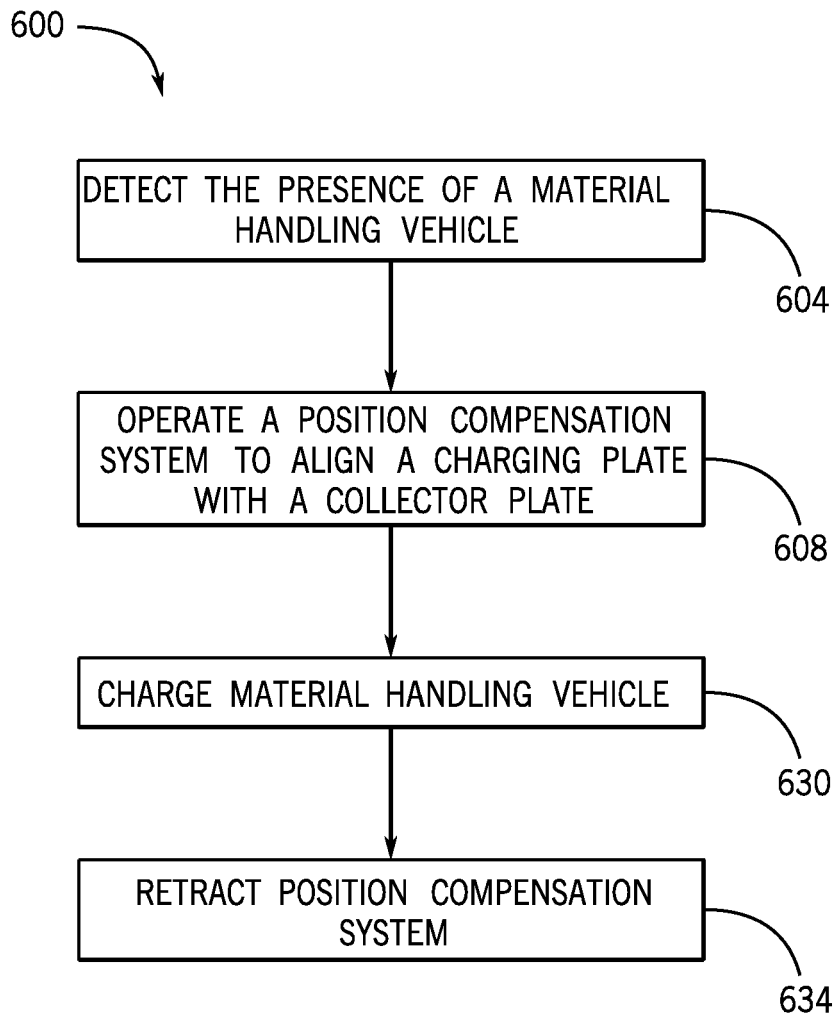 600
DETECT THE PRESENCE OF A MATERIAL
HANDLING VEHICLE
604
OPERATE A POSITION COMPENSATION
SYSTEM TO ALIGN A CHARGING PLATE
WITH A COLLECTOR PLATE
608
CHARGE MATERIAL HANDLING VEHICLE
630
RETRACT POSITION COMPENSATION
SYSTEM
634